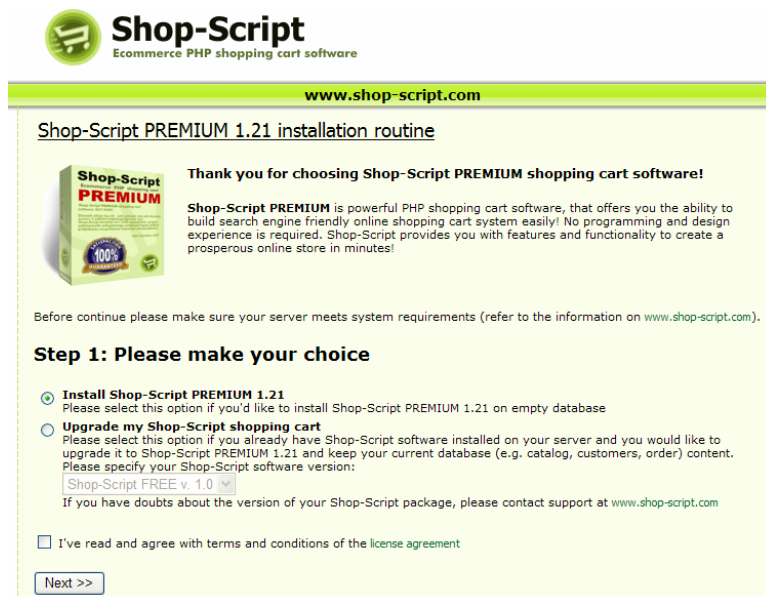 Shop-Script
Ecommerce PHP shopping cart software
www.shop-script.com
Shop-Script PREMIUM 1.21 installation routine
Shop-Script
Ecommerce PHP shopping cart
PREMIUM
100%
Thank you for choosing Shop-Script PREMIUM shopping cart software!
Shop-Script PREMIUM is powerful PHP shopping cart software, that offers you the ability to
build search engine friendly online shopping cart system easily! No programming and design
experience is required. Shop-Script provides you with features and functionality to create a
prosperous online store in minutes!
Before continue please make sure your server meets system requirements (refer to the information on www.shop-script.com).
Step 1: Please make your choice
Install Shop-Script PREMIUM 1.21
Please select this option if you'd like to install Shop-Script PREMIUM 1.21 on empty database
Upgrade my Shop-Script shopping cart
Please select this option if you already have Shop-Script software installed on your server and you would like to
upgrade it to Shop-Script PREMIUM 1.21 and keep your current database (e.g. catalog, customers, order) content.
Please specify your Shop-Script software version:
Shop-Script FREE v. 1.0
If you have doubts about the version of your Shop-Script package, please contact support at www.shop-script.com
I've read and agree with terms and conditions of the license agreement
Next >>